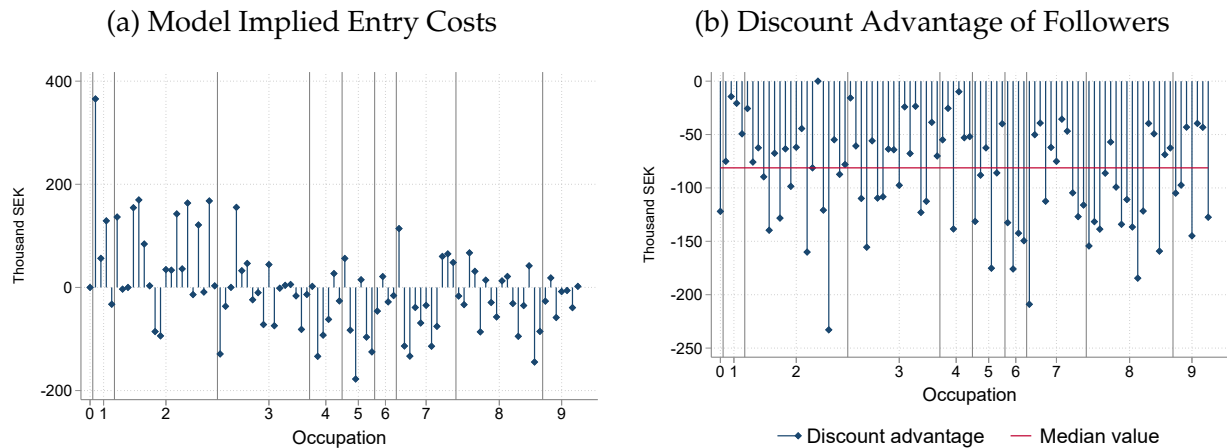 (a) Model Implied Entry Costs
400
200
0
-200
Thousand SEK
0 1 2 3 4 5 6 7 8 9
Occupation
(b) Discount Advantage of Followers
0
-50
-100
-150
-200
-250
Thousand SEK
0 1 2 3 4 5 6 7 8 9
Occupation
Discount advantage
Median value